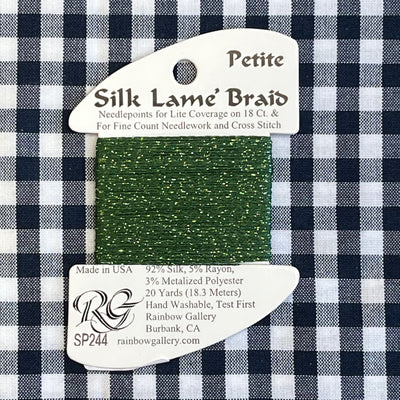 Petite
Silk Lame' Braid
Needlepoints for Lite Coverage on 18 Ct. &
For Fine Count Needlework and Cross Stitch
Made in USA
92% Silk, 5% Rayon,
3% Metalized Polyester
20 Yards (18.3 Meters)
Hand Washable, Test First
Rainbow Gallery
Burbank, CA
rainbowgallery.com
RG
SP244